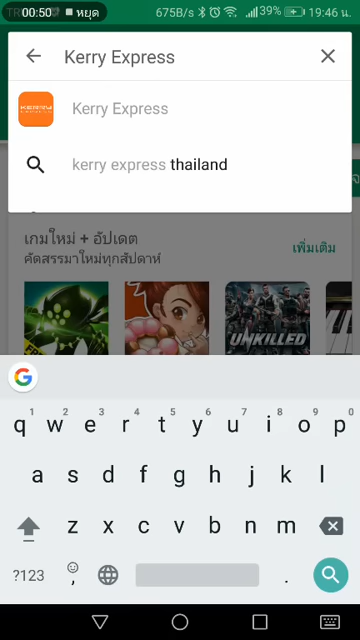 00:50 หยุด 675B/s 39% 19:46 น.
Kerry Express
Kerry Express
kerry express thailand
เกมใหม่ + อัปเดต
คัดสรรมาใหม่ทุกสัปดาห์
เพิ่มเติม
UNKILLED
G
1 2 3 4 5 6 7 8 9 0
q w e r t y u i o p
a s d f g h j k l
z x c v b n m
?123 , .